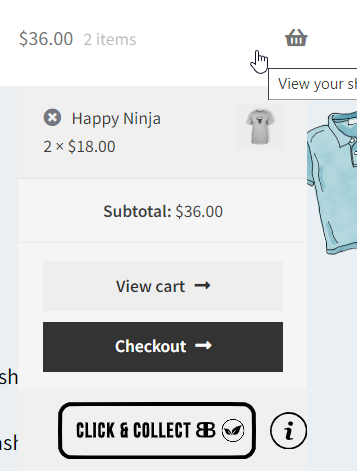 $36.00 2 items
View your sh
Happy Ninja
2 × $18.00
Subtotal: $36.00
View cart →
Checkout →
sh
CLICK & COLLECT BB
i
sh